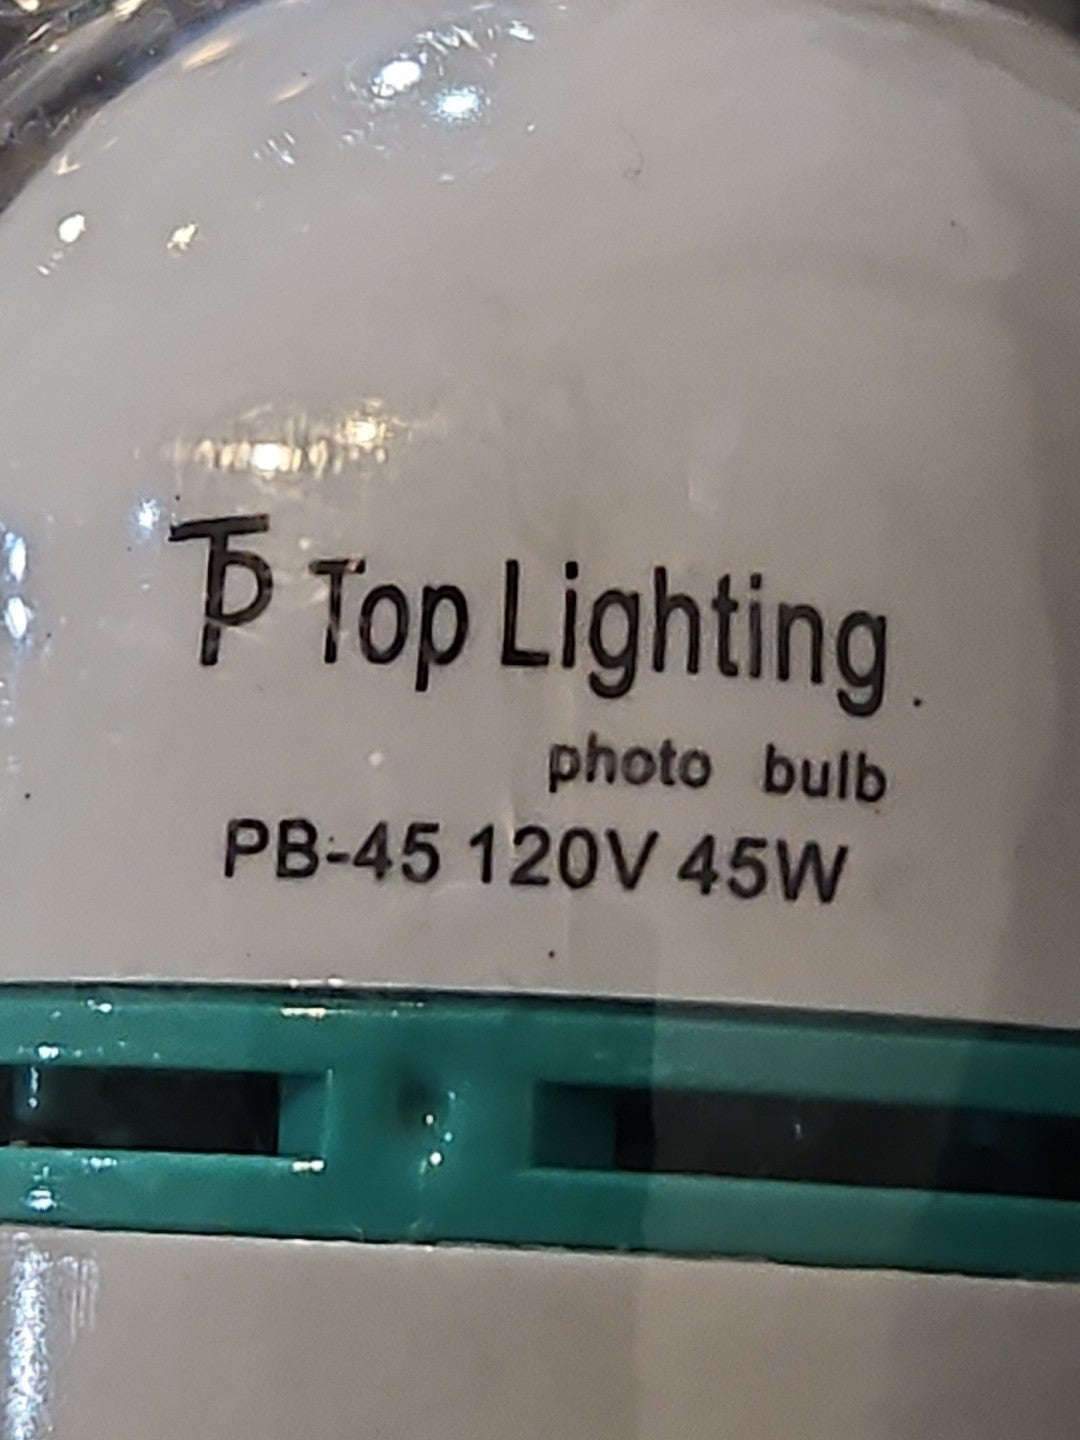 TP Top Lighting.
photo bulb
PB-45 120V 45W